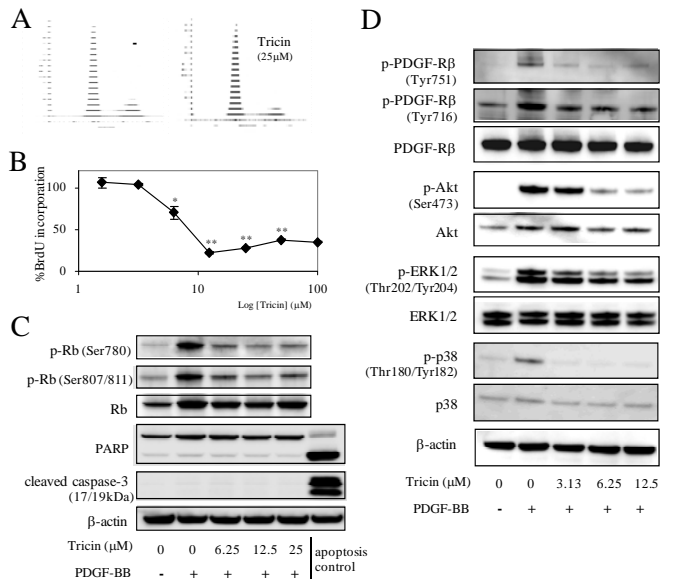 A
-
Tricin
(25μM)
B
%BrdU incorporation
100
50
0
1
10
100
*
**
**
**
Log [Tricin] (μM)
C
p-Rb (Ser780)
p-Rb (Ser807/811)
Rb
PARP
cleaved caspase-3
(17/19kDa)
β-actin
Tricin (μM) 0 0 6.25 12.5 25 apoptosis
control
PDGF-BB - + + + +
D
p-PDGF-Rβ
(Tyr751)
p-PDGF-Rβ
(Tyr716)
PDGF-Rβ
p-Akt
(Ser473)
Akt
p-ERK1/2
(Thr202/Tyr204)
ERK1/2
p-p38
(Thr180/Tyr182)
p38
β-actin
Tricin (μM) 0 0 3.13 6.25 12.5
PDGF-BB - + + + +